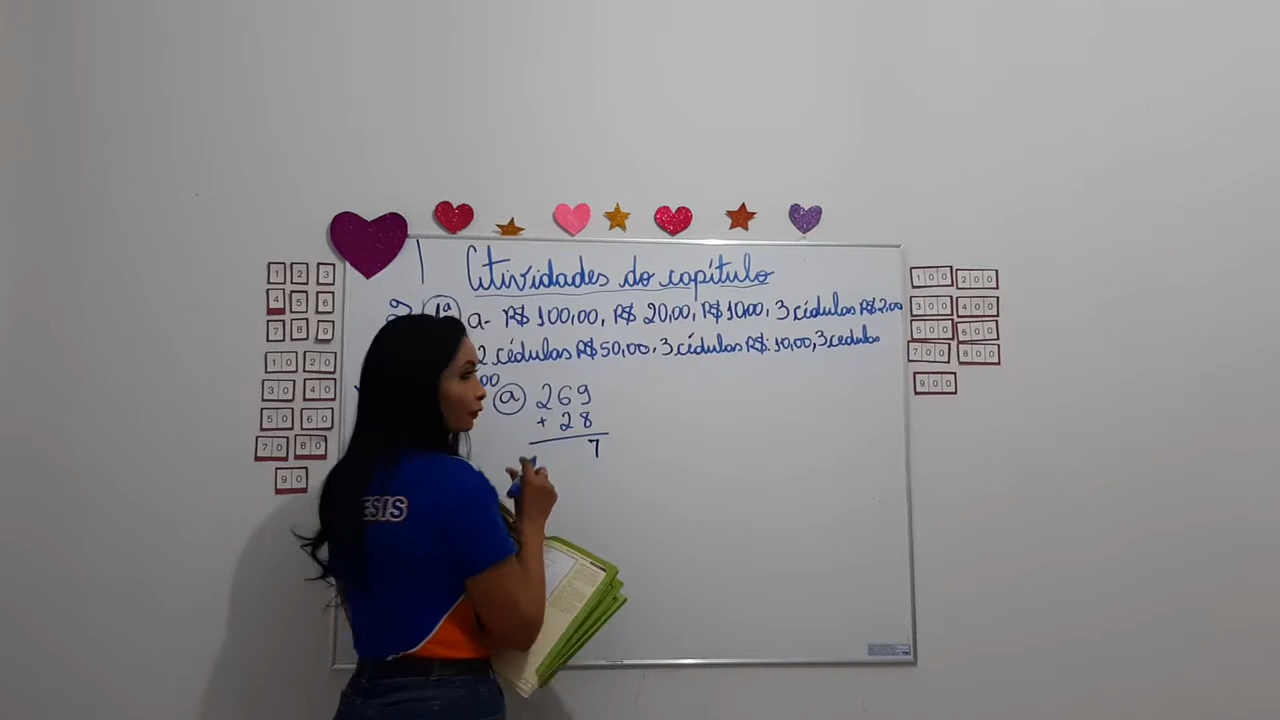 Atividades do capítulo
1ª a- R$ 100,00, R$ 20,00, R$ 10,00, 3 cédulas R$ 2,00
2 cédulas R$ 50,00, 3 cédulas R$: 10,00, 3 cedulas
00
a 269
+ 28
7
ESIS
1 2 3
4 5 6
7 8 9
10 20
30 40
50 60
70 80
90
100 200
300 400
500 600
700 800
900